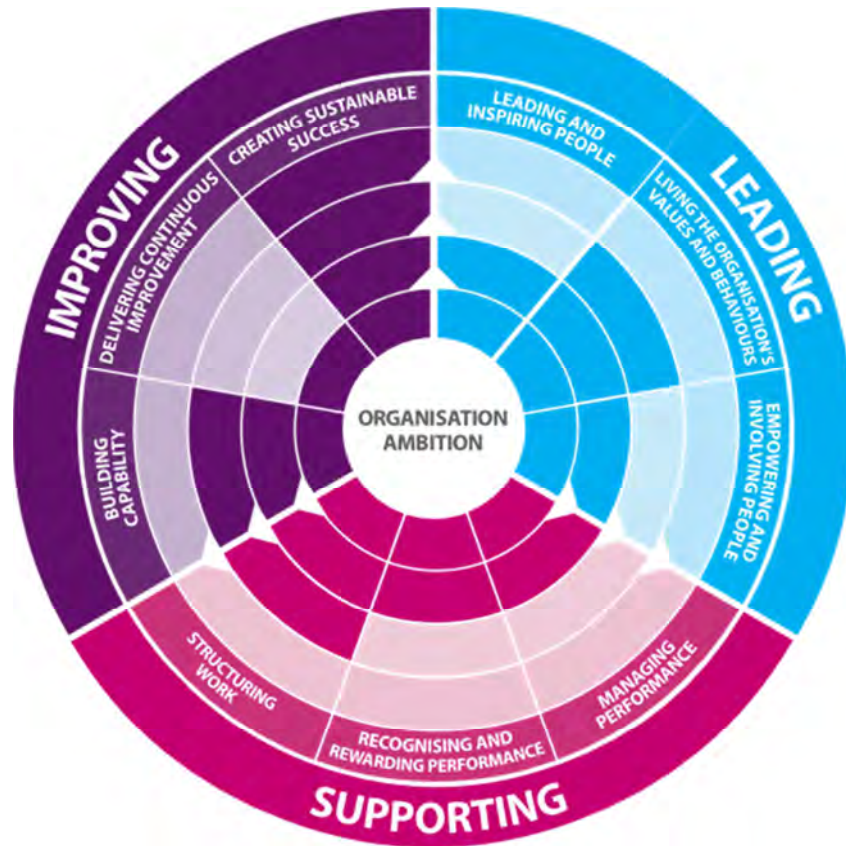 IMPROVING
LEADING
SUPPORTING
CREATING SUSTAINABLE
SUCCESS
LEADING AND
INSPIRING PEOPLE
LIVING THE ORGANISATION'S
VALUES AND BEHAVIOURS
EMPOWERING AND
INVOLVING PEOPLE
MANAGING
PERFORMANCE
RECOGNISING AND
REWARDING PERFORMANCE
STRUCTURING
WORK
BUILDING
CAPABILITY
DELIVERING CONTINUOUS
IMPROVEMENT
ORGANISATION
AMBITION